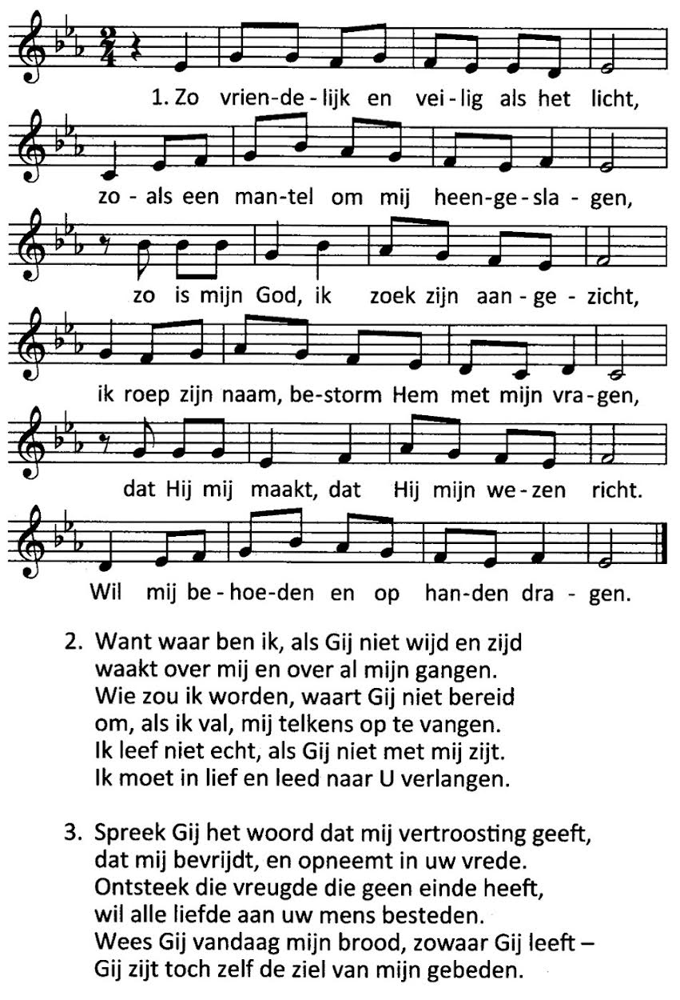 1. Zo vrien-de-lijk en vei-lig als het licht,
zo-als een man-tel om mij heen-ge-sla-gen,
zo is mijn God, ik zoek zijn aan-ge-zicht,
ik roep zijn naam, be-storm Hem met mijn vra-gen,
dat Hij mij maakt, dat Hij mijn we-zen richt.
Wil mij be-hoe-den en op han-den dra-gen.
2. Want waar ben ik, als Gij niet wijd en zijd
waakt over mij en over al mijn gangen.
Wie zou ik worden, waart Gij niet bereid
om, als ik val, mij telkens op te vangen.
Ik leef niet echt, als Gij niet met mij zijt.
Ik moet in lief en leed naar U verlangen.
3. Spreek Gij het woord dat mij vertroosting geeft,
dat mij bevrijdt, en opneemt in uw vrede.
Ontsteek die vreugde die geen einde heeft,
wil alle liefde aan uw mens besteden.
Wees Gij vandaag mijn brood, zowaar Gij leeft –
Gij zijt toch zelf de ziel van mijn gebeden.